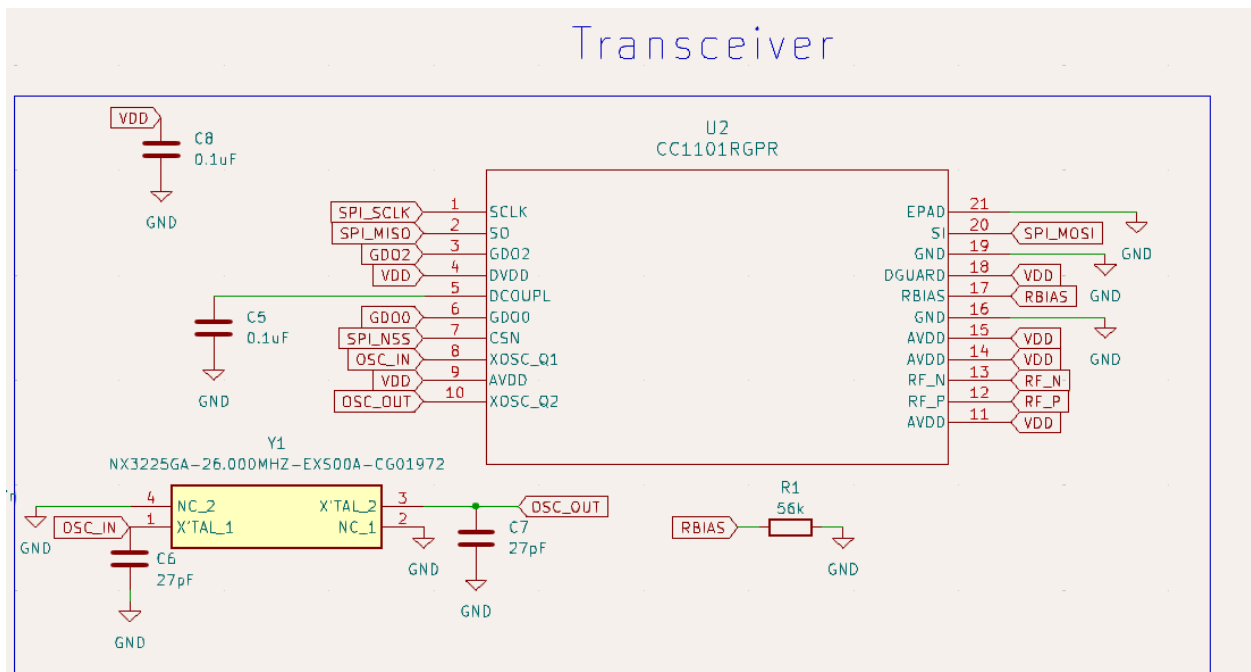 Transceiver
VDD
C8
0.1uF
GND
U2
CC1101RGPR
SPI_SCLK 1 SCLK
SPI_MISO 2 SO
GDO2 3 GDO2
VDD 4 DVDD
5 DCOUPL
GDO0 6 GDO0
SPI_NSS 7 CSN
OSC_IN 8 XOSC_Q1
VDD 9 AVDD
OSC_OUT 10 XOSC_Q2
EPAD 21 GND
SI 20 SPI_MOSI
GND 19 GND
DGUARD 18 VDD
RBIAS 17 RBIAS
GND 16 GND
AVDD 15 VDD
AVDD 14 VDD
RF_N 13 RF_N
RF_P 12 RF_P
AVDD 11 VDD
C5
0.1uF
GND
Y1
NX3225GA-26.000MHZ-EXS00A-CG01972
4 NC_2 X'TAL_2 3 OSC_OUT
OSC_IN 1 X'TAL_1 NC_1 2
GND
GND
C6
27pF
GND
C7
27pF
GND
R1
56k
RBIAS
GND